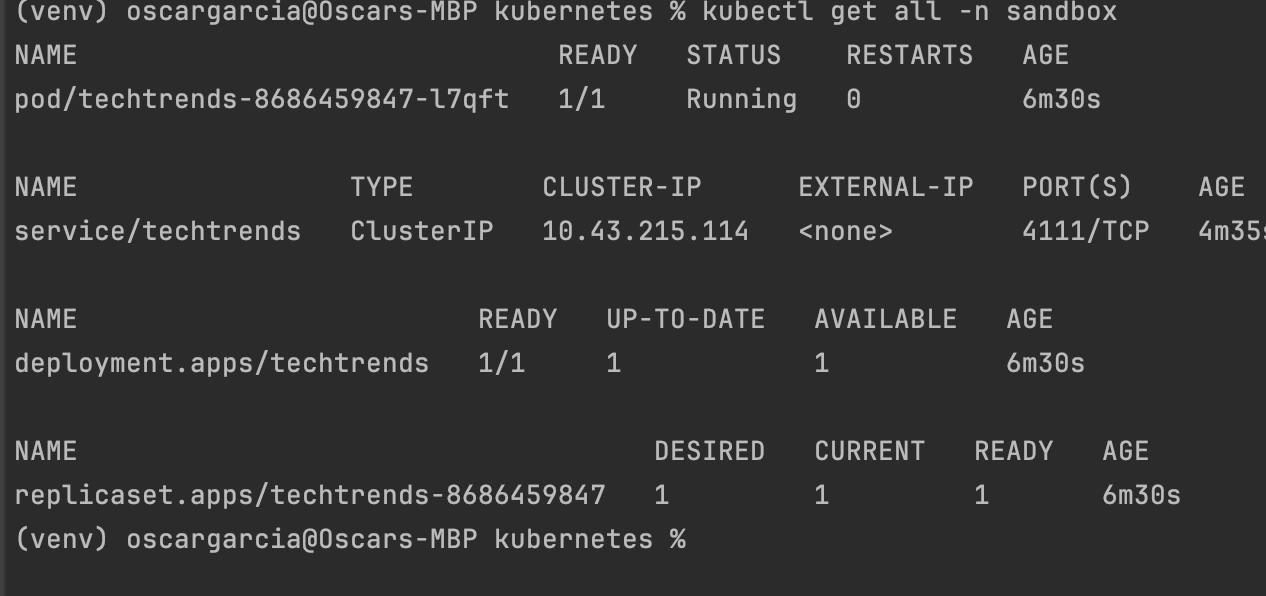 (venv) oscargarcia@Oscars-MBP kubernetes % kubectl get all -n sandbox
NAME READY STATUS RESTARTS AGE
pod/techtrends-8686459847-l7qft 1/1 Running 0 6m30s
NAME TYPE CLUSTER-IP EXTERNAL-IP PORT(S) AGE
service/techtrends ClusterIP 10.43.215.114 <none> 4111/TCP 4m35s
NAME READY UP-TO-DATE AVAILABLE AGE
deployment.apps/techtrends 1/1 1 1 6m30s
NAME DESIRED CURRENT READY AGE
replicaset.apps/techtrends-8686459847 1 1 1 6m30s
(venv) oscargarcia@Oscars-MBP kubernetes %